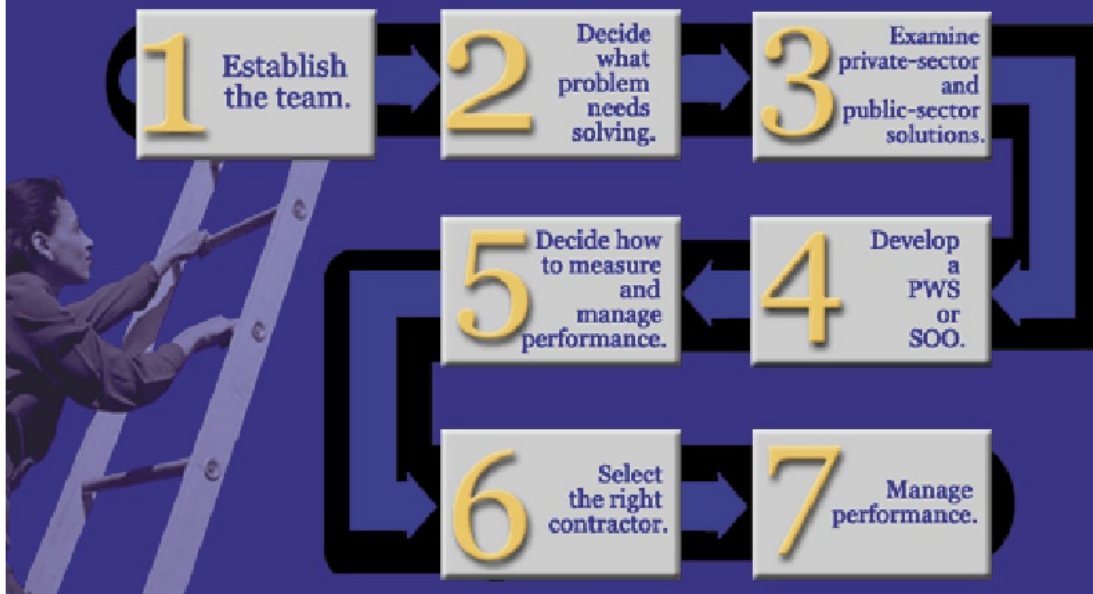 1
Establish
the team.
2
Decide
what
problem
needs
solving.
3
Examine
private-sector
and
public-sector
solutions.
4
Develop
a
PWS
or
SOO.
5
Decide how
to measure
and
manage
performance.
6
Select
the right
contractor.
7
Manage
performance.